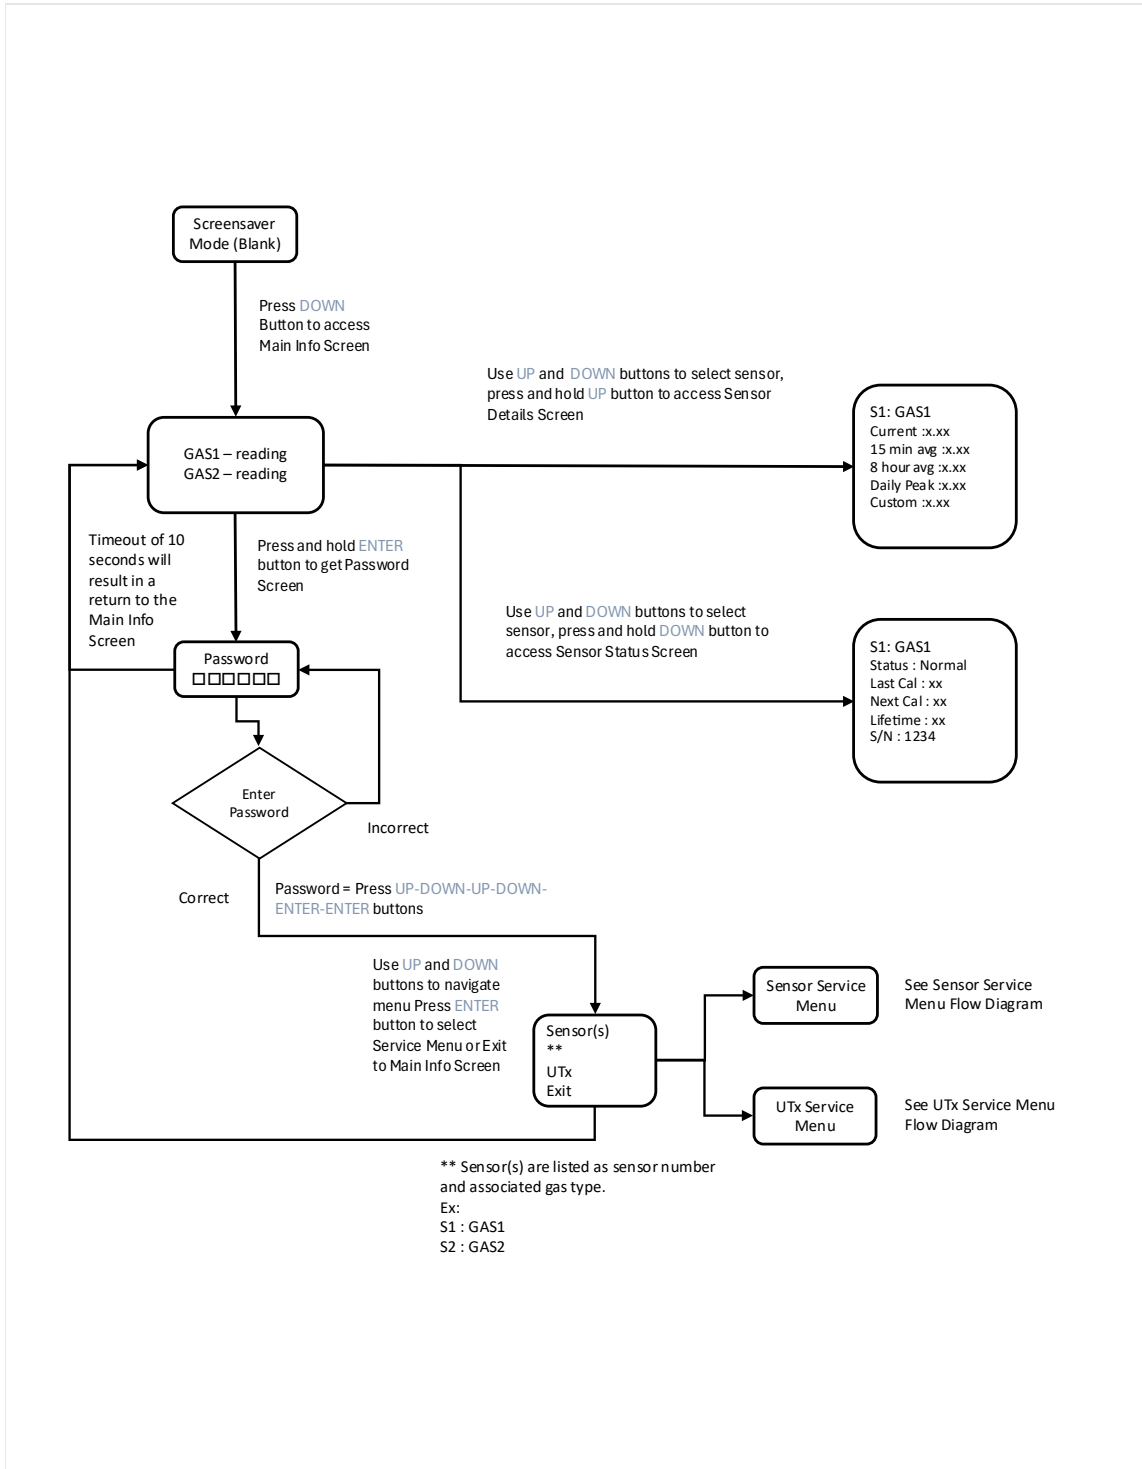 Screensaver
Mode (Blank)
Press DOWN
Button to access
Main Info Screen
Use UP and DOWN buttons to select sensor,
press and hold UP button to access Sensor
Details Screen
S1: GAS1
Current :x.xx
15 min avg :x.xx
8 hour avg :x.xx
Daily Peak :x.xx
Custom :x.xx
GAS1 – reading
GAS2 – reading
Timeout of 10
seconds will
result in a
return to the
Main Info
Screen
Press and hold ENTER
button to get Password
Screen
Use UP and DOWN buttons to select
sensor, press and hold DOWN button to
access Sensor Status Screen
S1: GAS1
Status : Normal
Last Cal : xx
Next Cal : xx
Lifetime : xx
S/N : 1234
Password
Enter
Password
Incorrect
Correct
Password = Press UP-DOWN-UP-DOWN-
ENTER-ENTER buttons
Use UP and DOWN
buttons to navigate
menu Press ENTER
button to select
Service Menu or Exit
to Main Info Screen
Sensor(s)
**
UTx
Exit
Sensor Service
Menu
See Sensor Service
Menu Flow Diagram
UTx Service
Menu
See UTx Service Menu
Flow Diagram
** Sensor(s) are listed as sensor number
and associated gas type.
Ex:
S1 : GAS1
S2 : GAS2